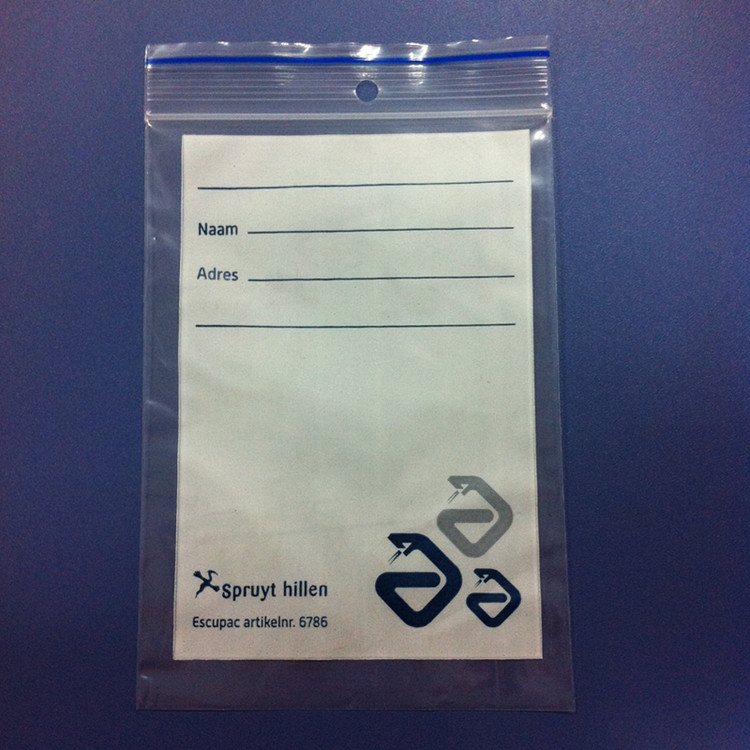 Naam
Adres
Spruyt hillen
Escupac artikelnr. 6786